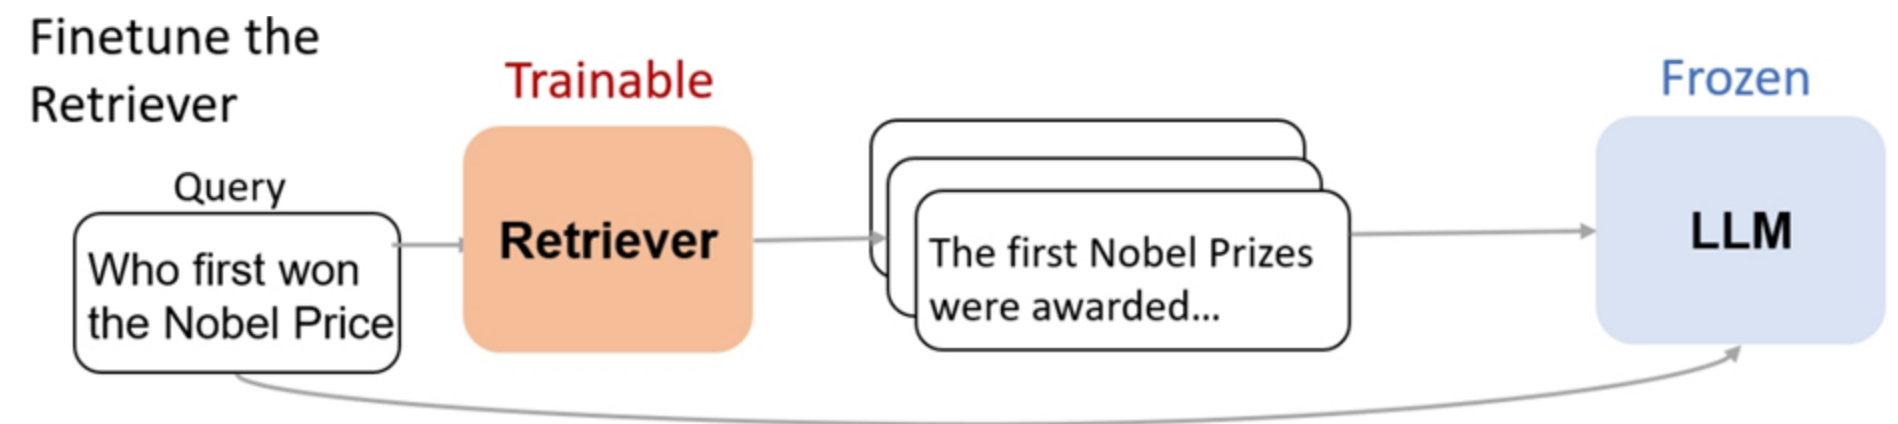 Finetune the
Retriever
Trainable
Frozen
Query
Who first won
the Nobel Price
Retriever
The first Nobel Prizes
were awarded...
LLM